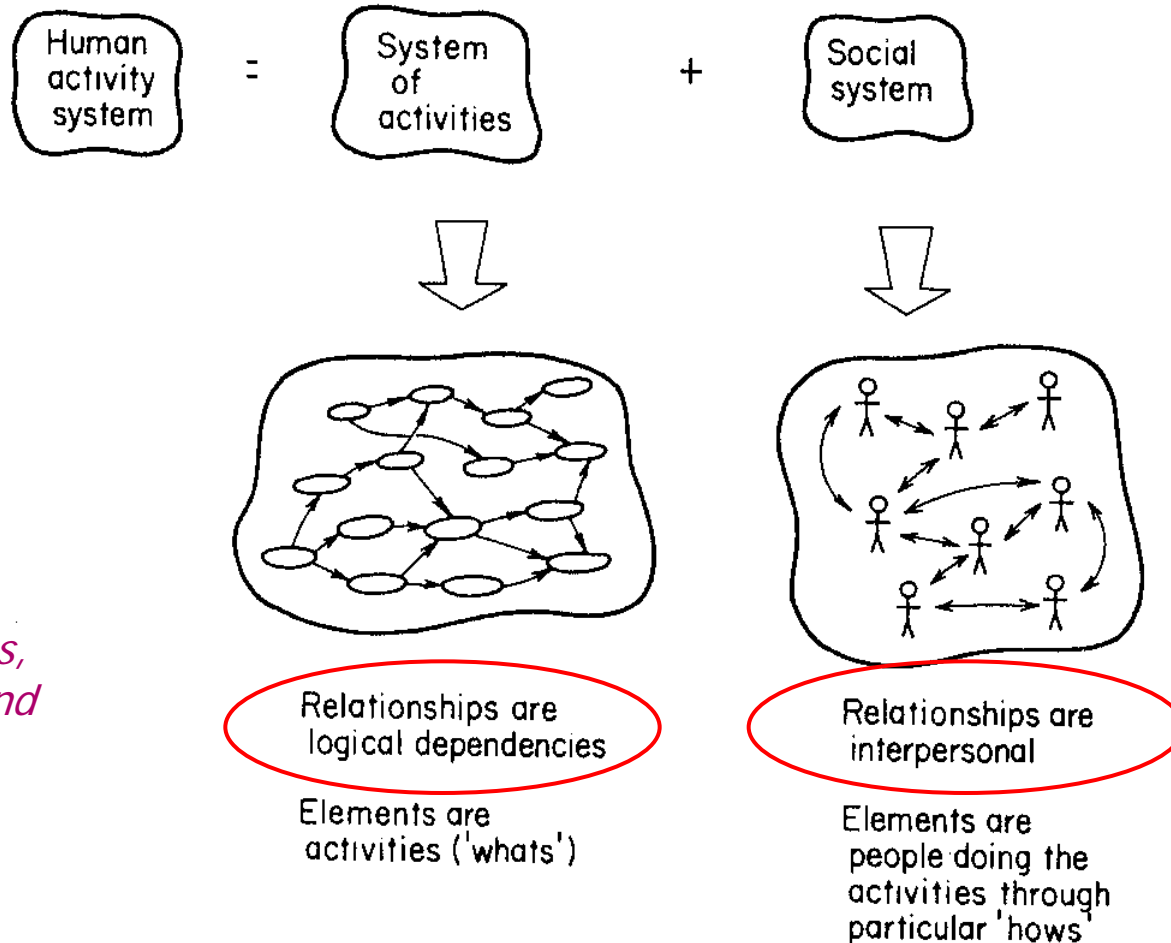 Human
activity
system
=
System
of
activities
+
Social
system
s,
nd
Relationships are
logical dependencies
Elements are
activities ('whats')
Relationships are
interpersonal
Elements are
people doing the
activities through
particular 'hows'